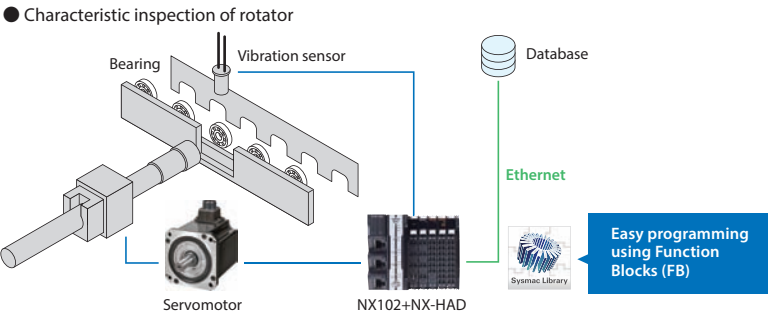 ● Characteristic inspection of rotator
Bearing
Vibration sensor
Database
Ethernet
Easy programming
using Function
Blocks (FB)
Sysmac Library
Servomotor
NX102+NX-HAD